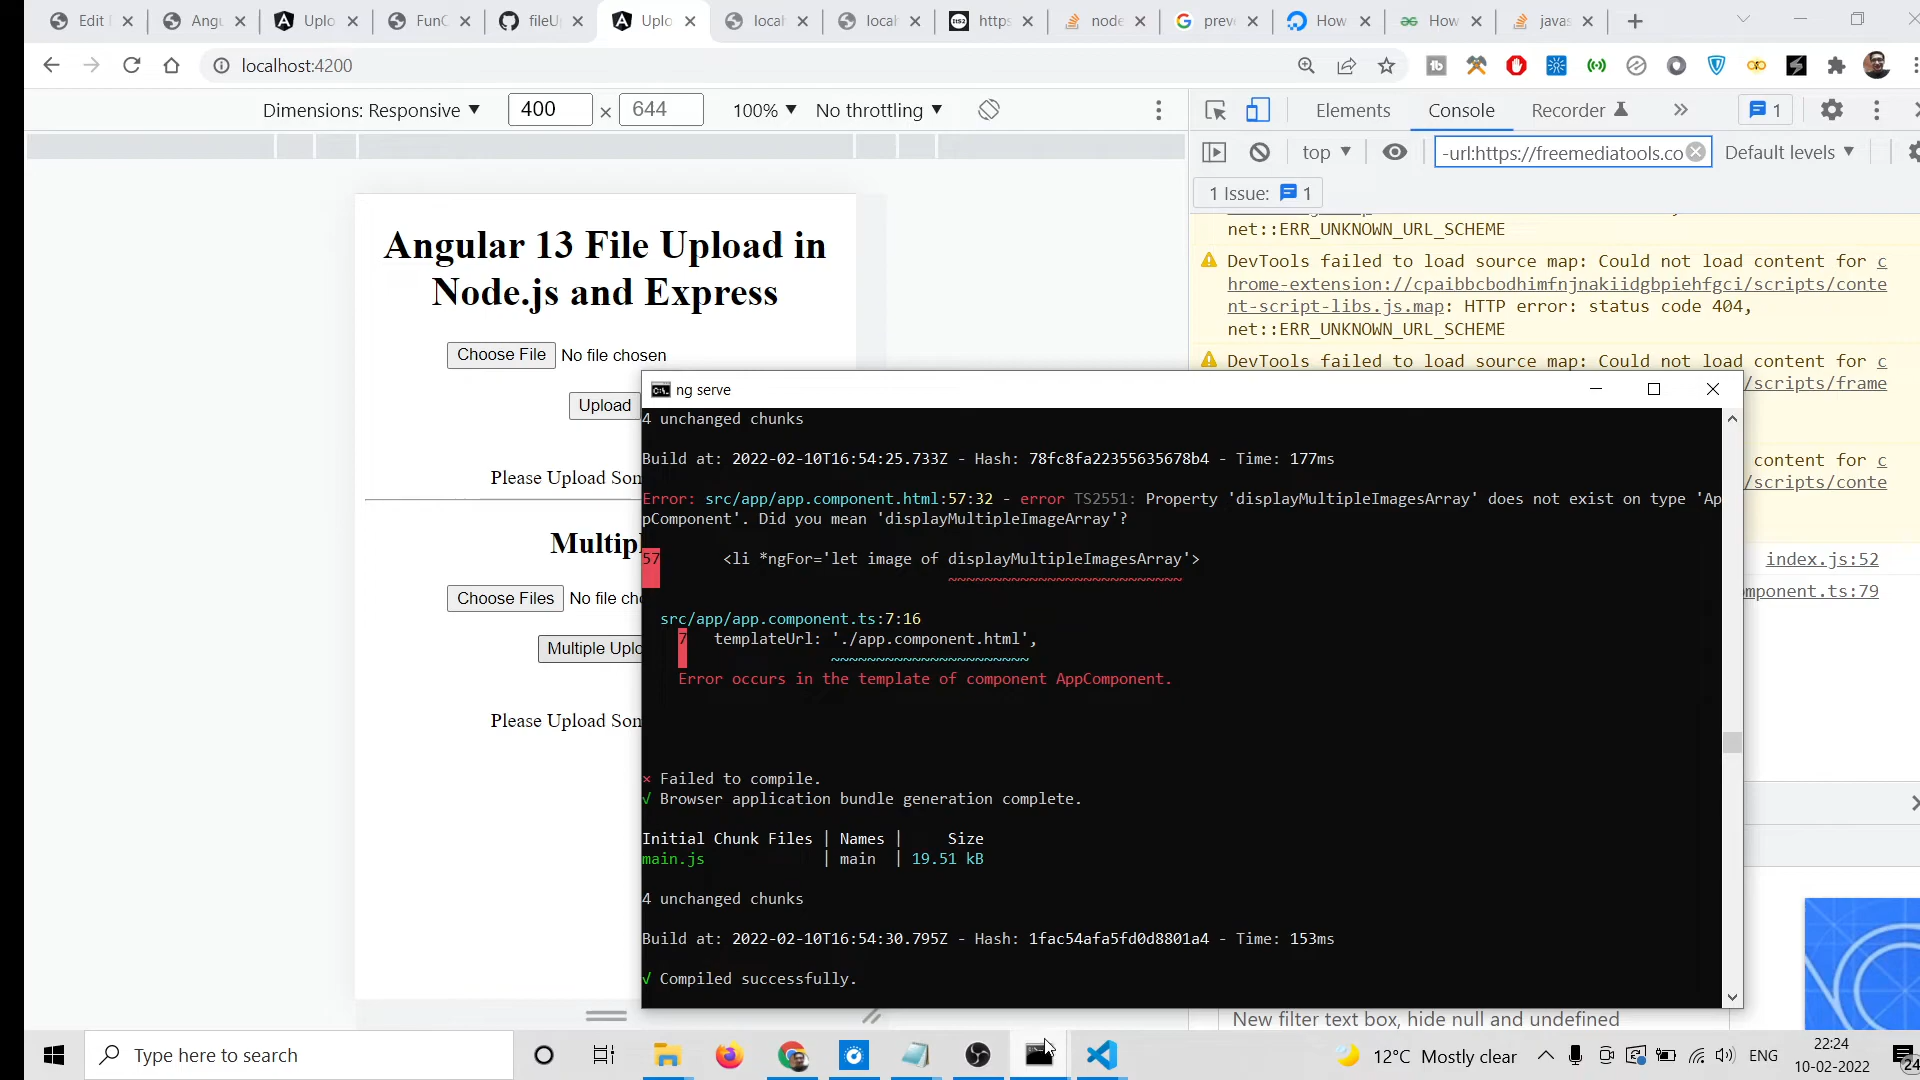 Edit
Angu
Uplo
FunC
fileU
Uplo
local
local
https
node
preve
How
How
javas
localhost:4200
Dimensions: Responsive ▼
400
×
644
100% ▼
No throttling ▼
Elements
Console
Recorder
»
1
top ▼
-url:https://freemediatools.co
Default levels ▼
1 Issue: 1
net::ERR_UNKNOWN_URL_SCHEME
DevTools failed to load source map: Could not load content for c
hrome-extension://cpaibbcbodhimfnjnakiidgbpiehfgci/scripts/conte
nt-script-libs.js.map: HTTP error: status code 404,
net::ERR_UNKNOWN_URL_SCHEME
DevTools failed to load source map: Could not load content for c
/scripts/frame
content for c
/scripts/conte
index.js:52
mponent.ts:79
Angular 13 File Upload in
Node.js and Express
Choose File No file chosen
Upload
Please Upload Som
Multipl
Choose Files No file cho
Multiple Uplo
Please Upload Som
ng serve
4 unchanged chunks
Build at: 2022-02-10T16:54:25.733Z - Hash: 78fc8fa22355635678b4 - Time: 177ms
Error: src/app/app.component.html:57:32 - error TS2551: Property 'displayMultipleImagesArray' does not exist on type 'Ap
pComponent'. Did you mean 'displayMultipleImageArray'?
57 <li *ngFor='let image of displayMultipleImagesArray'>
~~~~~~~~~~~~~~~~~~~~~~~~~~
src/app/app.component.ts:7:16
7 templateUrl: './app.component.html',
~~~~~~~~~~~~~~~~~~~~~~
Error occurs in the template of component AppComponent.
× Failed to compile.
√ Browser application bundle generation complete.
Initial Chunk Files | Names | Size
main.js | main | 19.51 kB
4 unchanged chunks
Build at: 2022-02-10T16:54:30.795Z - Hash: 1fac54afa5fd0d8801a4 - Time: 153ms
√ Compiled successfully.
New filter text box, hide null and undefined
Type here to search
12°C Mostly clear
ENG
22:24
10-02-2022
24